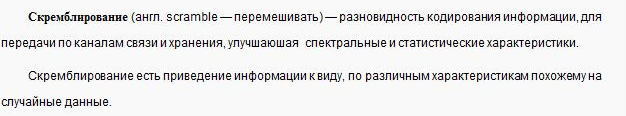 Скремблирование (англ. scramble — перемешивать) — разновидность кодирования информации, для
передачи по каналам связи и хранения, улучшаюшая спектральные и статистические характеристики.
Скремблирование есть приведение информации к виду, по различным характеристикам похожему на
случайные данные.